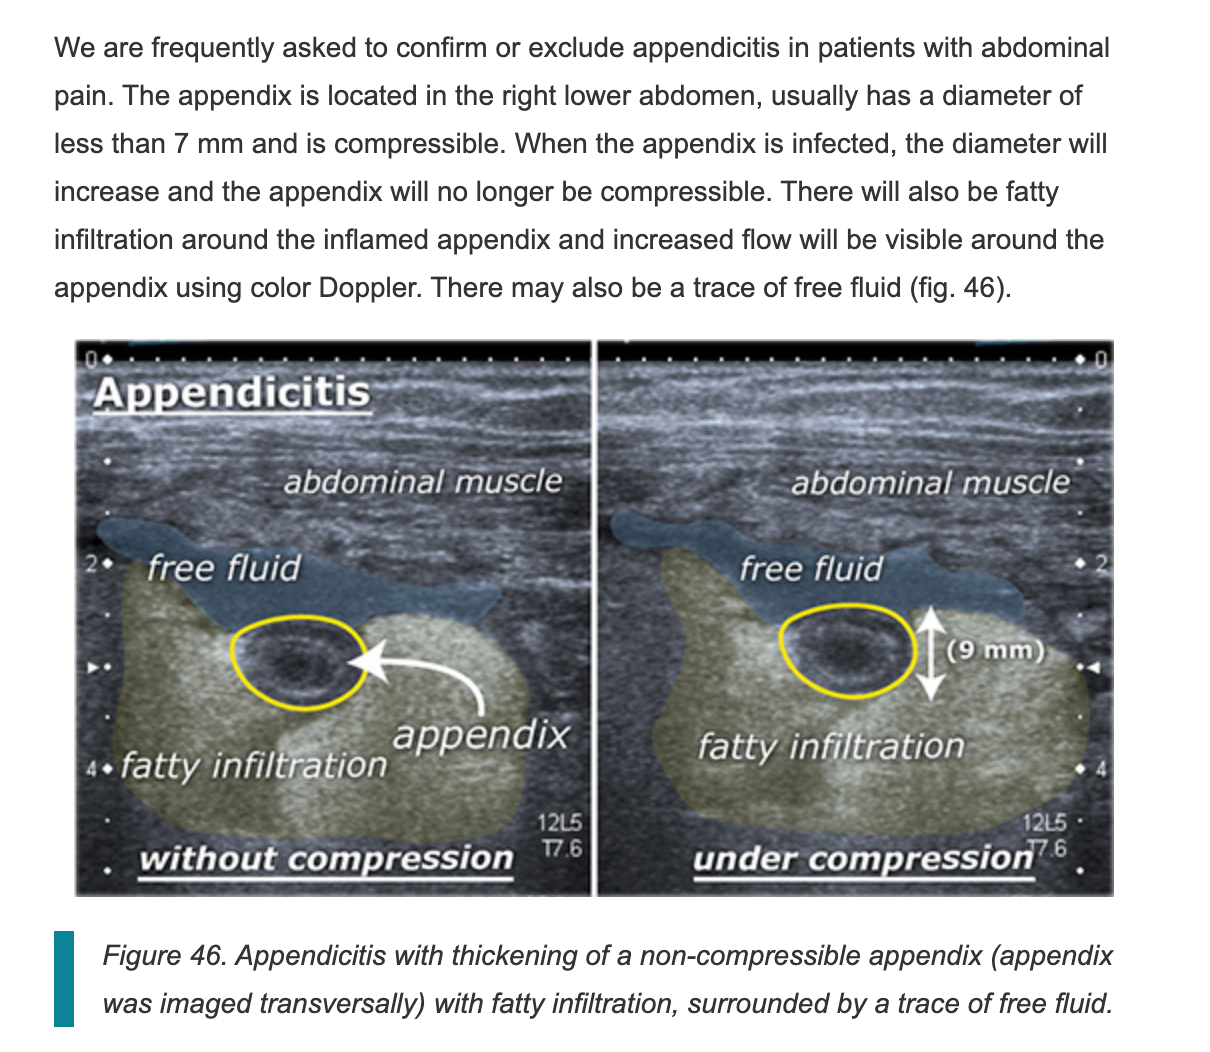 We are frequently asked to confirm or exclude appendicitis in patients with abdominal
pain. The appendix is located in the right lower abdomen, usually has a diameter of
less than 7 mm and is compressible. When the appendix is infected, the diameter will
increase and the appendix will no longer be compressible. There will also be fatty
infiltration around the inflamed appendix and increased flow will be visible around the
appendix using color Doppler. There may also be a trace of free fluid (fig. 46).
0
Appendicitis
abdominal muscle
2
free fluid
appendix
4
fatty infiltration
12L5
T7.6
without compression
0
abdominal muscle
2
free fluid
(9 mm)
fatty infiltration
4
12L5
T7.6
under compression
Figure 46. Appendicitis with thickening of a non-compressible appendix (appendix
was imaged transversally) with fatty infiltration, surrounded by a trace of free fluid.